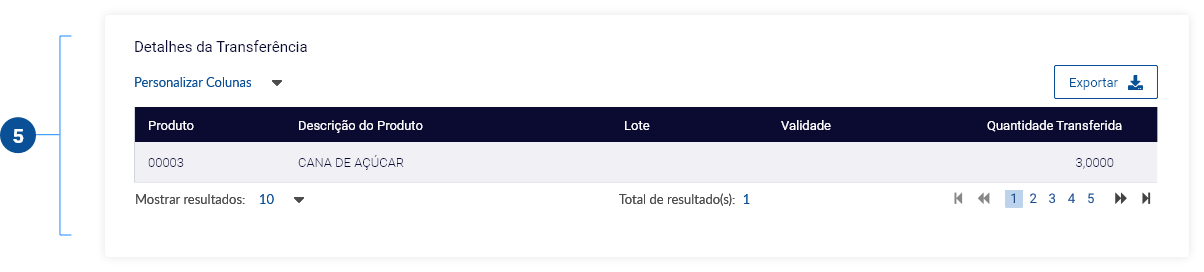 Detalhes da Transferência
Personalizar Colunas
Exportar
5
Produto Descrição do Produto Lote Validade Quantidade Transferida
00003 CANA DE AÇÚCAR 3,0000
Mostrar resultados: 10 Total de resultado(s): 1 1 2 3 4 5